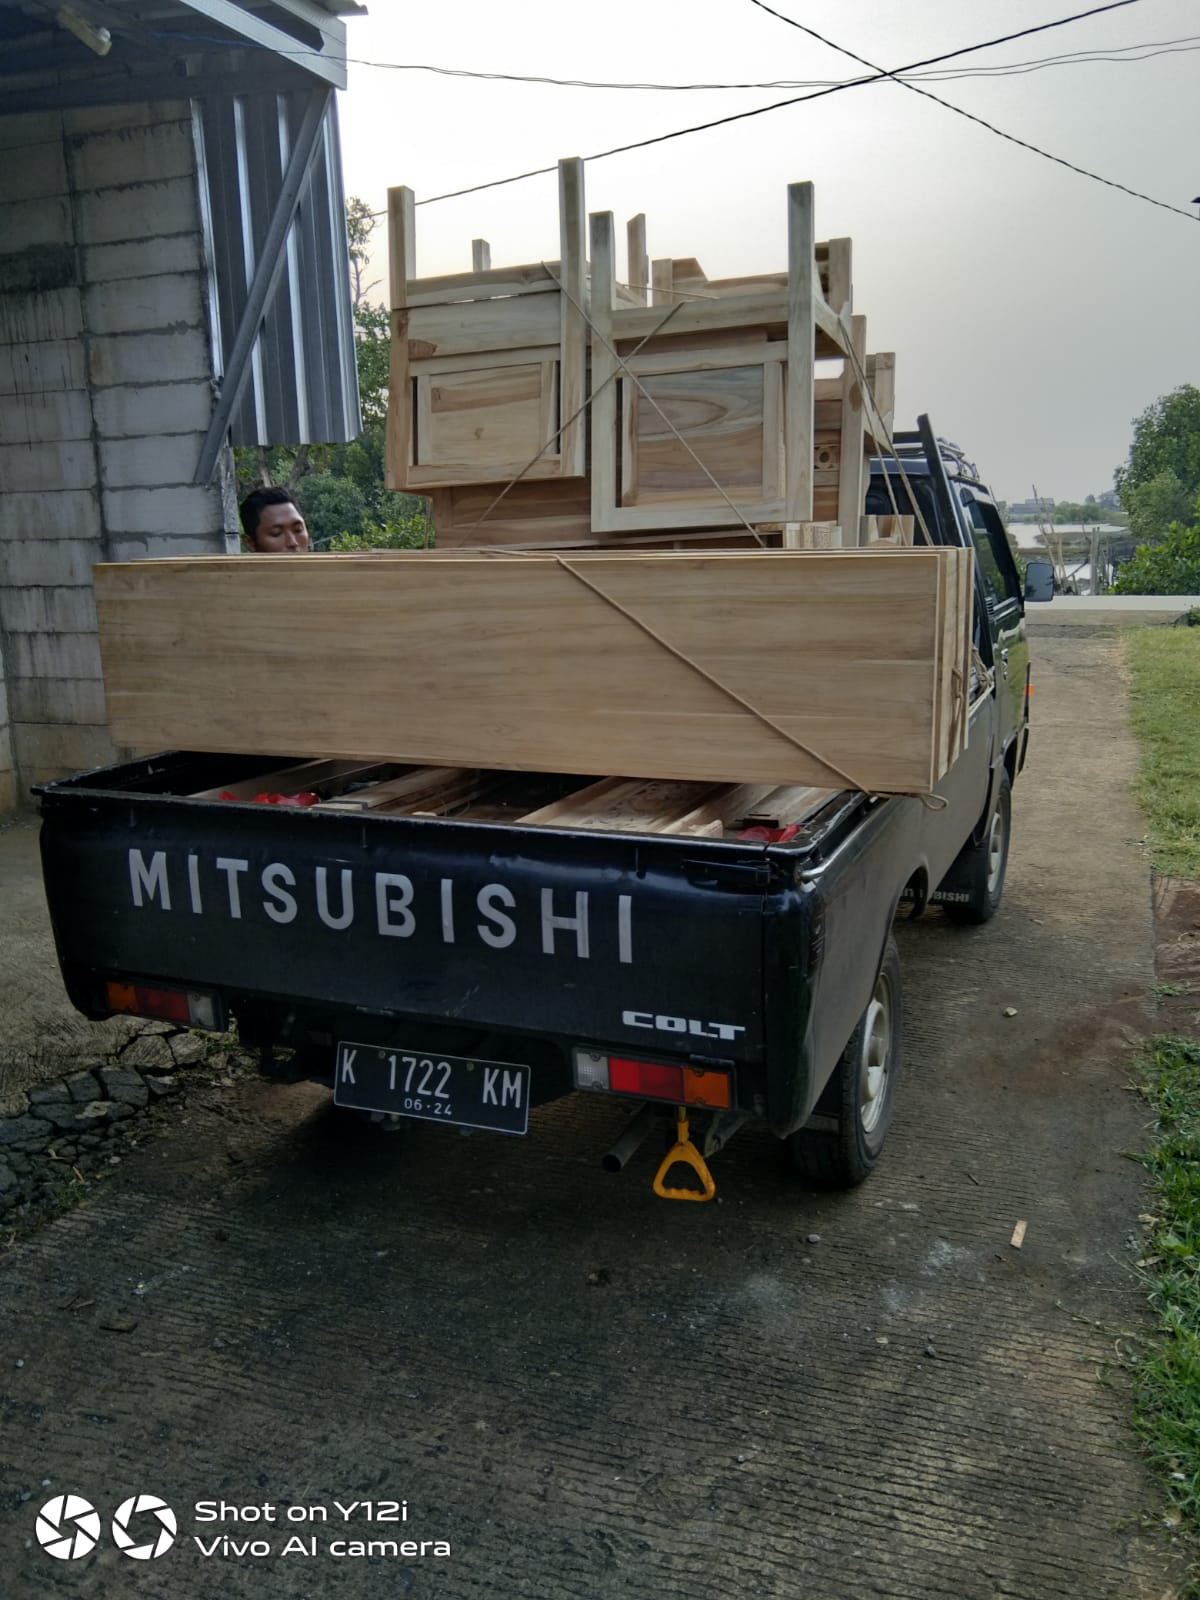 MITSUBISHI
COLT
K 1722 KM
06·24
Shot on Y12i
Vivo AI camera